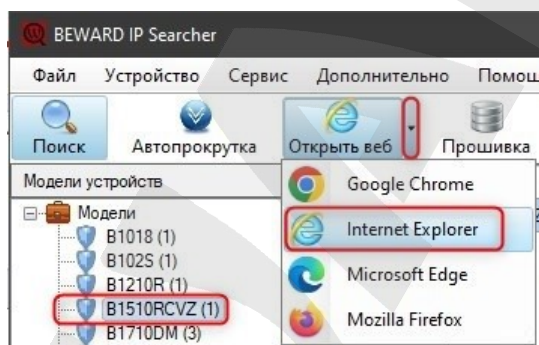 BEWARD IP Searcher
Файл Устройство Сервис Дополнительно
Поиск Автопрокрутка Открыть веб Прошивка
Модели устройств
Google Chrome
Модели
Internet Explorer
B1018 (1)
B102S (1)
Microsoft Edge
B1210R (1)
B1510RCVZ (1)
Mozilla Firefox
B1710DM (3)